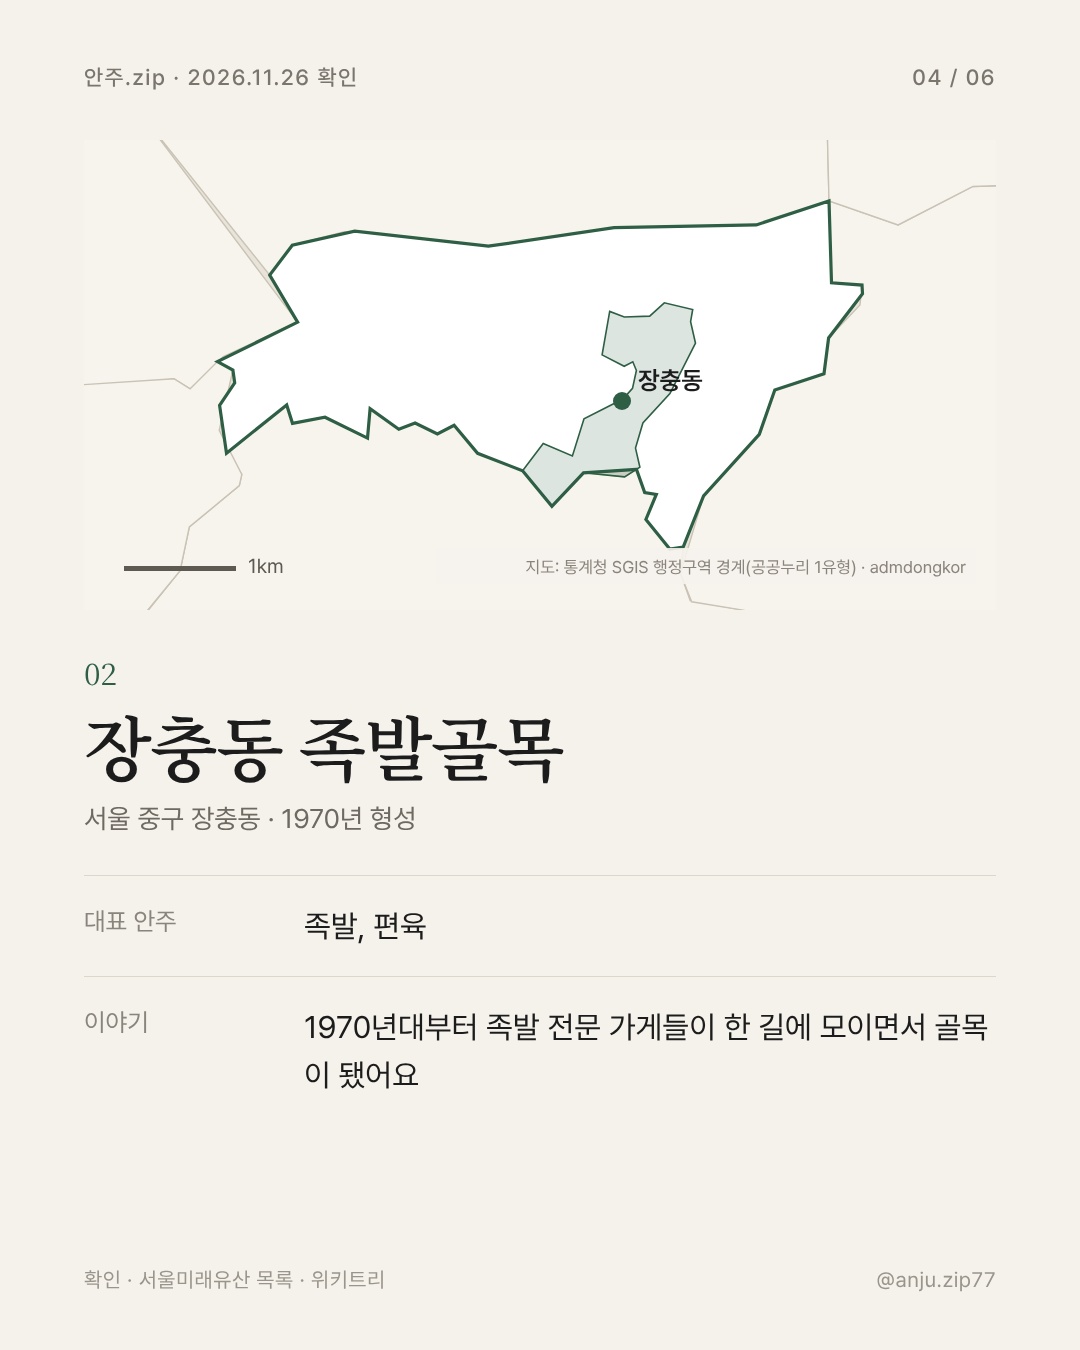 안주.zip · 2026.11.26 확인
04 / 06
장충동
1km
지도: 통계청 SGIS 행정구역 경계(공공누리 1유형) · admdongkor
02
장충동 족발골목
서울 중구 장충동 · 1970년 형성
대표 안주
족발, 편육
이야기
1970년대부터 족발 전문 가게들이 한 길에 모이면서 골목
이 됐어요
확인 · 서울미래유산 목록 · 위키트리
@anju.zip77